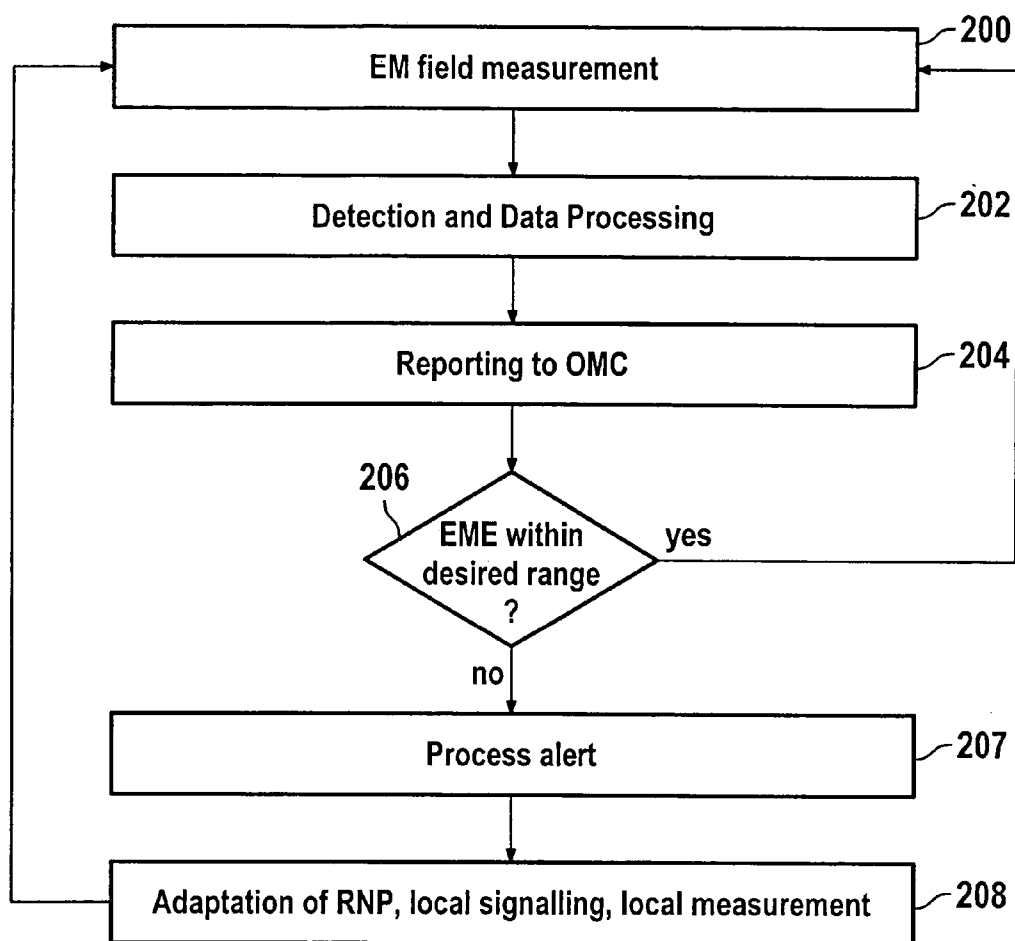 200
EM field measurement
202
Detection and Data Processing
204
Reporting to OMC
206
EME within
desired range
?
yes
no
207
Process alert
208
Adaptation of RNP, local signalling, local measurement